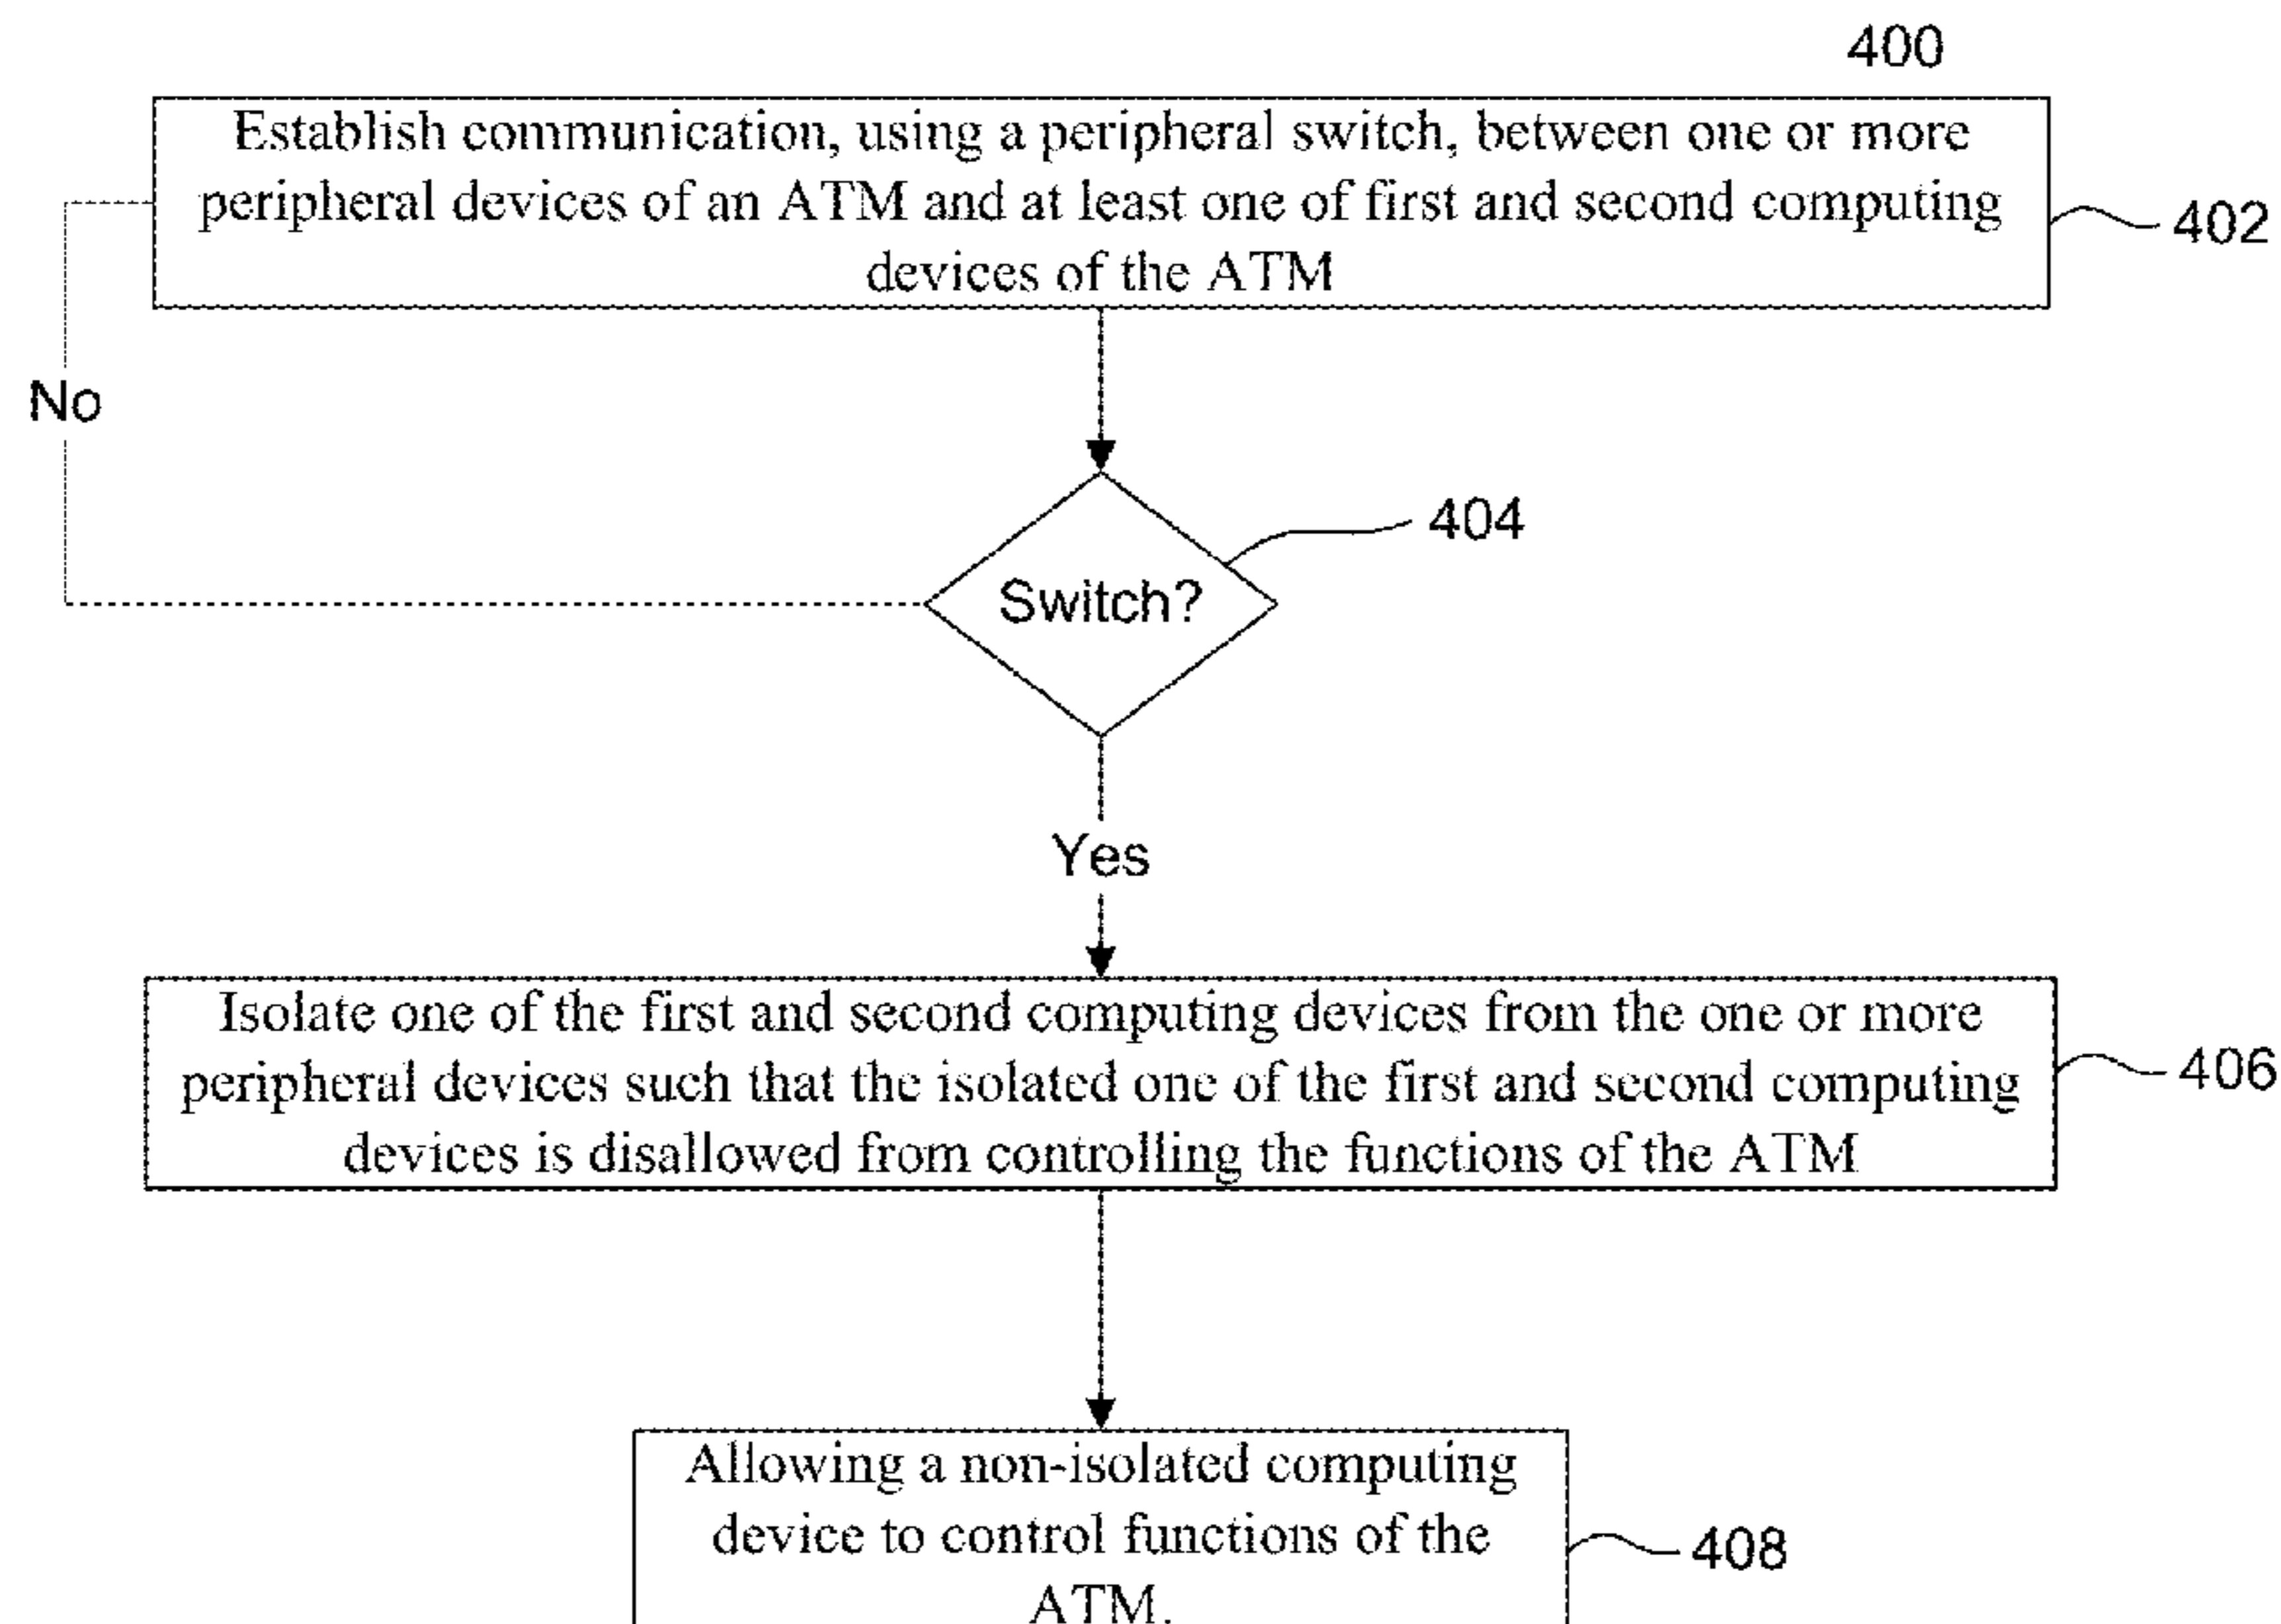 400
Establish communication, using a peripheral switch, between one or more
peripheral devices of an ATM and at least one of first and second computing
devices of the ATM
402
No
404
Switch?
Yes
Isolate one of the first and second computing devices from the one or more
peripheral devices such that the isolated one of the first and second computing
devices is disallowed from controlling the functions of the ATM
406
Allowing a non-isolated computing
device to control functions of the
ATM.
408